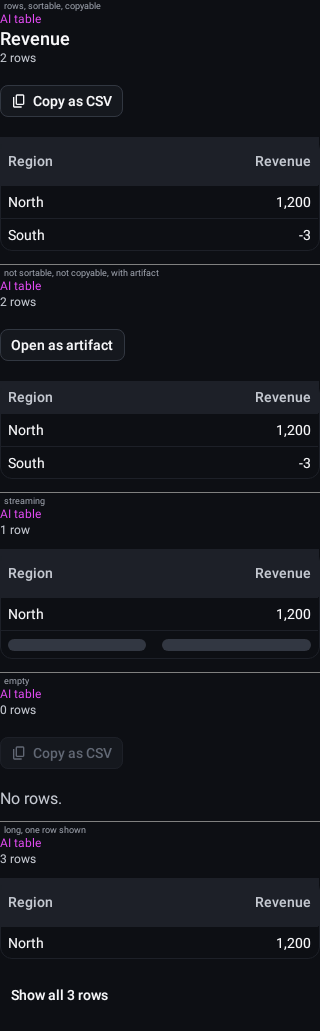 rows, sortable, copyable
AI table
Revenue
2 rows
Copy as CSV
Region Revenue
North 1,200
South -3
not sortable, not copyable, with artifact
AI table
2 rows
Open as artifact
Region Revenue
North 1,200
South -3
streaming
AI table
1 row
Region Revenue
North 1,200
empty
AI table
0 rows
Copy as CSV
No rows.
long, one row shown
AI table
3 rows
Region Revenue
North 1,200
Show all 3 rows